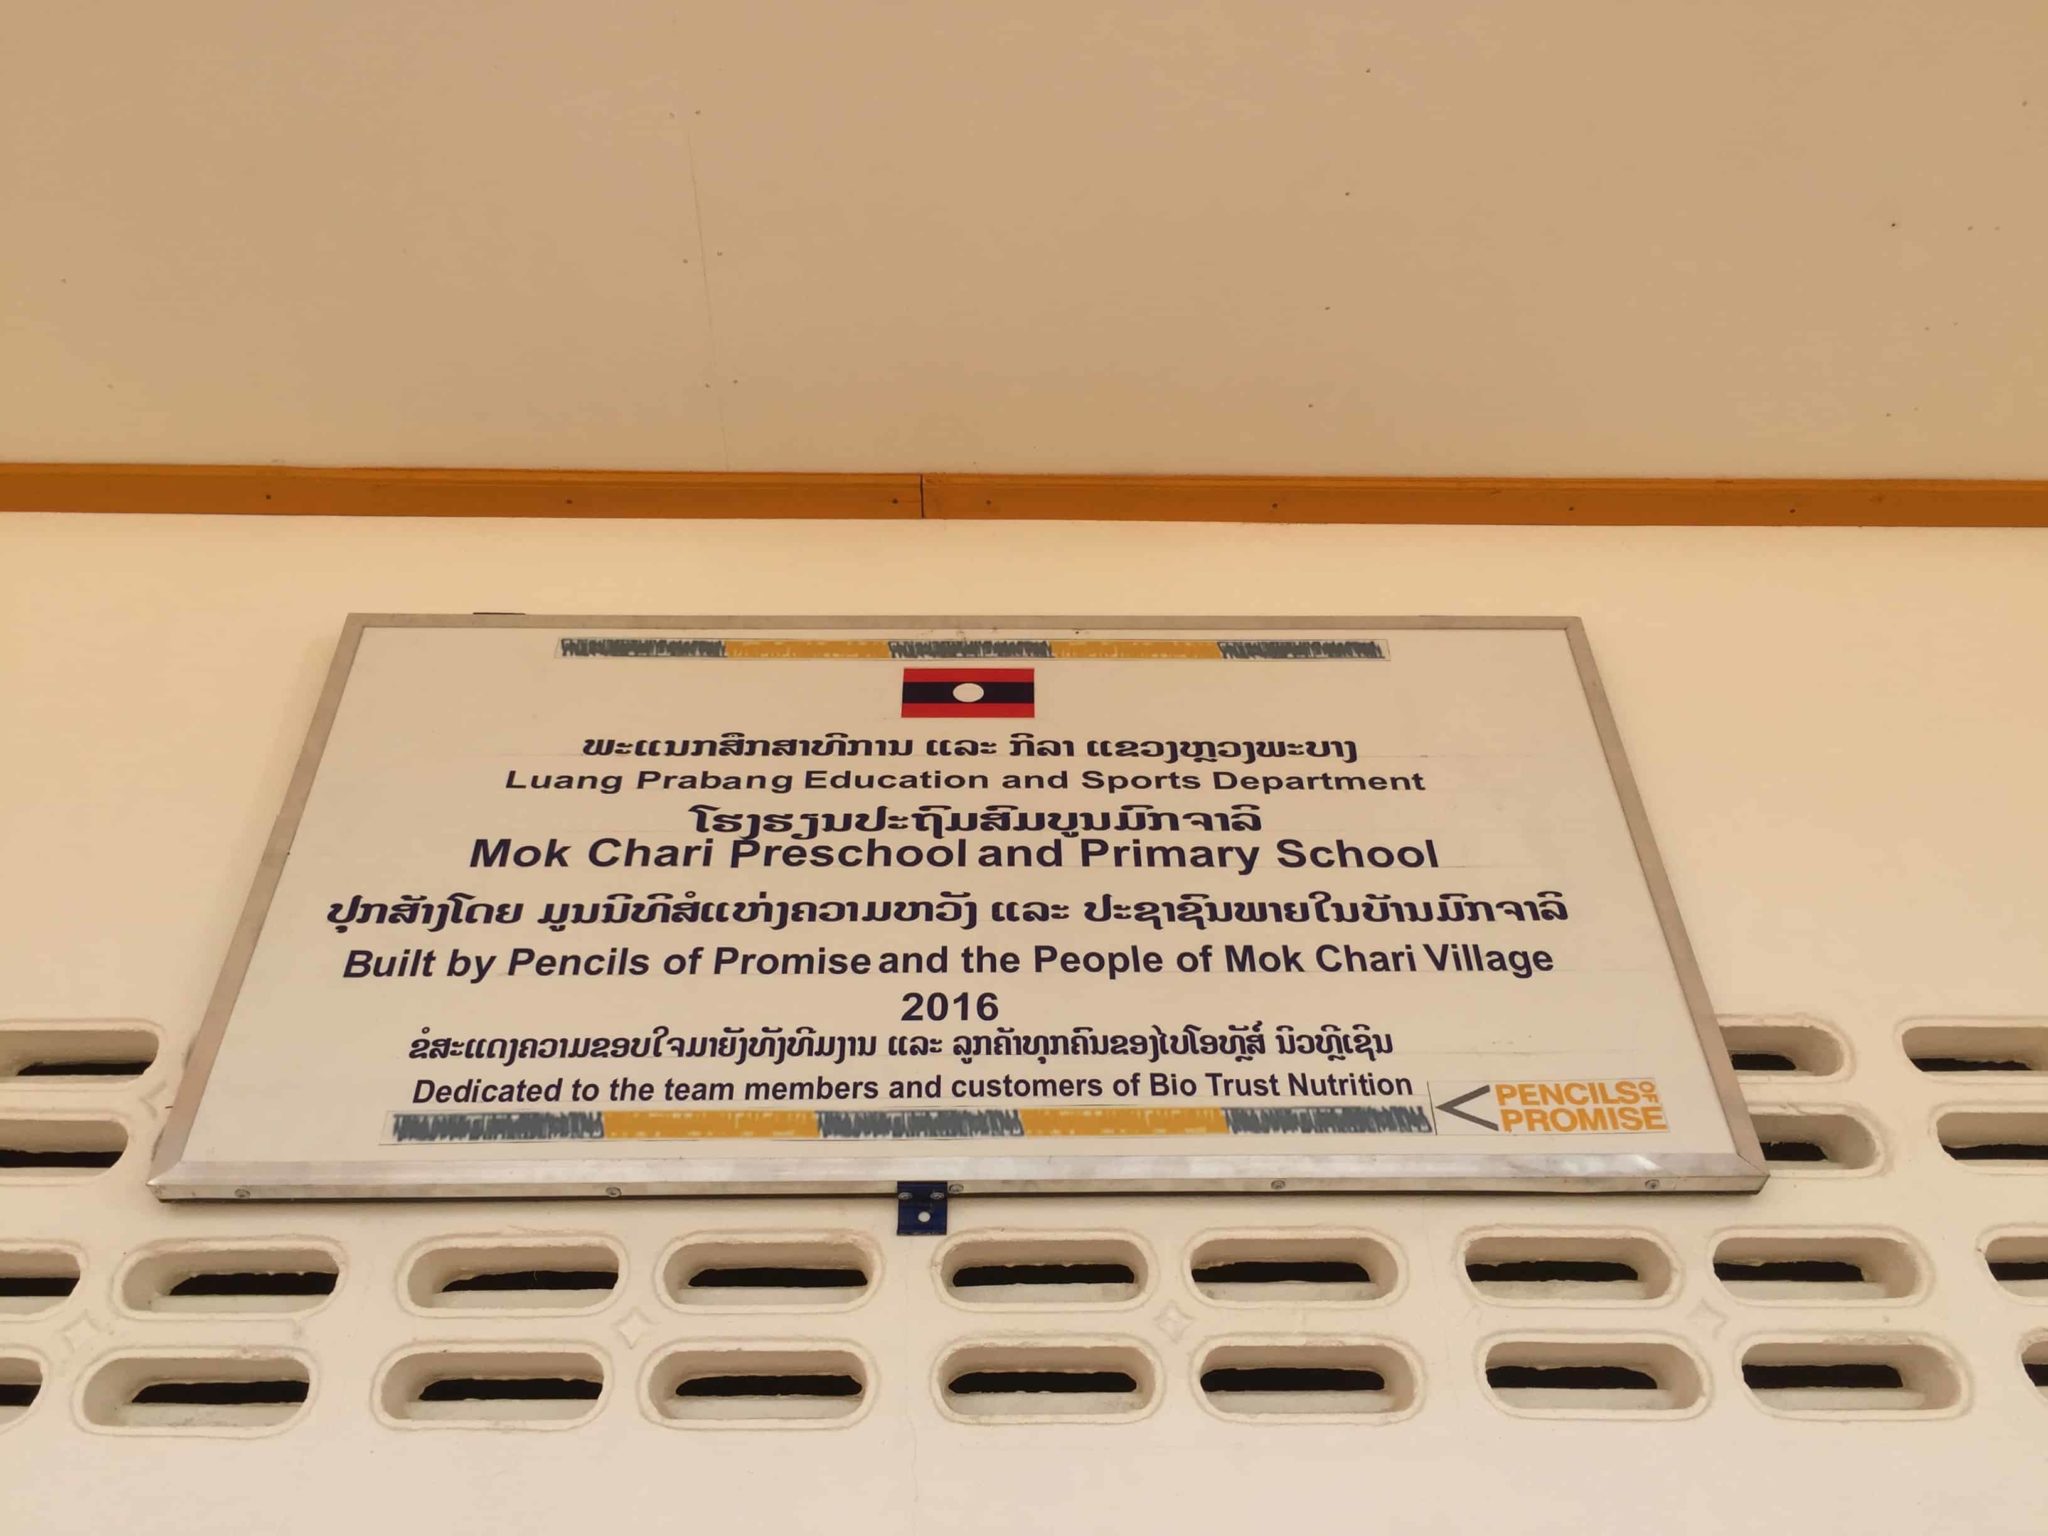 ພະແນກສຶກສາທິການ ແລະ ກິລາ ແຂວງຫຼວງພະບາງ
Luang Prabang Education and Sports Department
ໂຮງຮຽນປະຖົມສົມບູນມົກຈາລິ
Mok Chari Preschool and Primary School
ປຸກສ້າງໂດຍ ມູນນິທິສໍແຫ່ງຄວາມຫວັງ ແລະ ປະຊາຊົນພາຍໃນບ້ານມົກຈາລິ
Built by Pencils of Promise and the People of Mok Chari Village
2016
ຂໍສະແດງຄວາມຂອບໃຈມາຍັງທັງທີມງານ ແລະ ລູກຄ້າທຸກຄົນຂອງໄບໂອທຼັສ໌ ນິວທຼີເຊິນ
Dedicated to the team members and customers of Bio Trust Nutrition
PENCILS OF
PROMISE